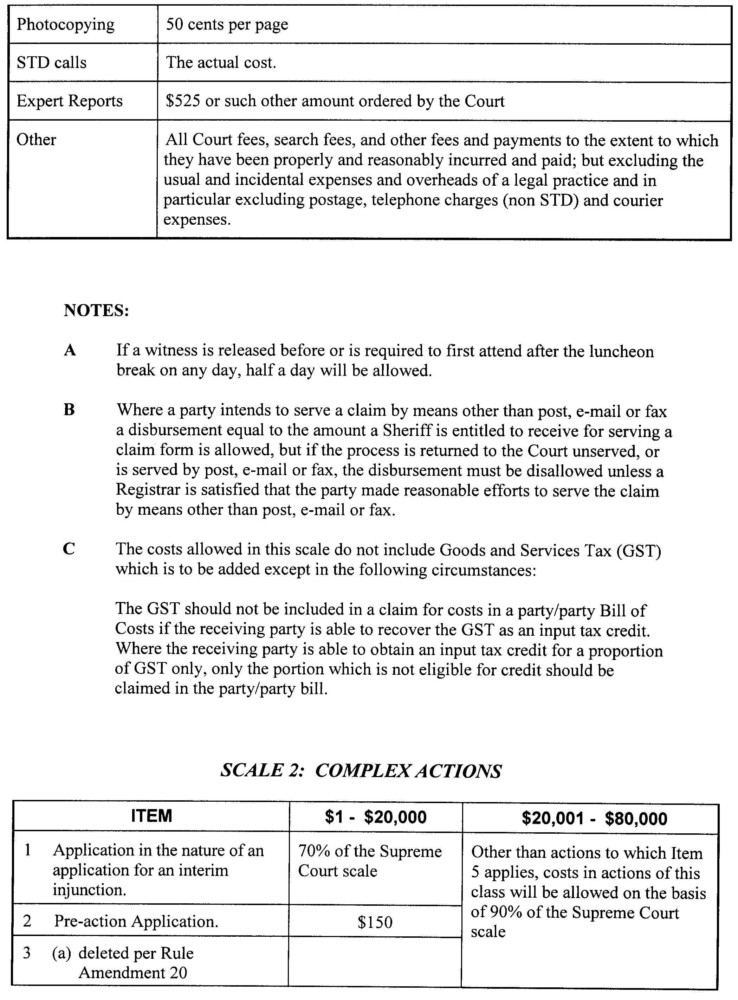 Photocopying
50 cents per page
STD calls
The actual cost.
Expert Reports
$525 or such other amount ordered by the Court
Other
All Court fees, search fees, and other fees and payments to the extent to which
they have been properly and reasonably incurred and paid; but excluding the
usual and incidental expenses and overheads of a legal practice and in
particular excluding postage, telephone charges (non STD) and courier
expenses.
NOTES:
A If a witness is released before or is required to first attend after the luncheon
break on any day, half a day will be allowed.
B Where a party intends to serve a claim by means other than post, e-mail or fax
a disbursement equal to the amount a Sheriff is entitled to receive for serving a
claim form is allowed, but if the process is returned to the Court unserved, or
is served by post, e-mail or fax, the disbursement must be disallowed unless a
Registrar is satisfied that the party made reasonable efforts to serve the claim
by means other than post, e-mail or fax.
C The costs allowed in this scale do not include Goods and Services Tax (GST)
which is to be added except in the following circumstances:
The GST should not be included in a claim for costs in a party/party Bill of
Costs if the receiving party is able to recover the GST as an input tax credit.
Where the receiving party is able to obtain an input tax credit for a proportion
of GST only, only the portion which is not eligible for credit should be
claimed in the party/party bill.
SCALE 2: COMPLEX ACTIONS
ITEM
$1 - $20,000
$20,001 - $80,000
1 Application in the nature of an
application for an interim
injunction.
70% of the Supreme
Court scale
Other than actions to which Item
5 applies, costs in actions of this
class will be allowed on the basis
of 90% of the Supreme Court
scale
2 Pre-action Application.
$150
3 (a) deleted per Rule
Amendment 20